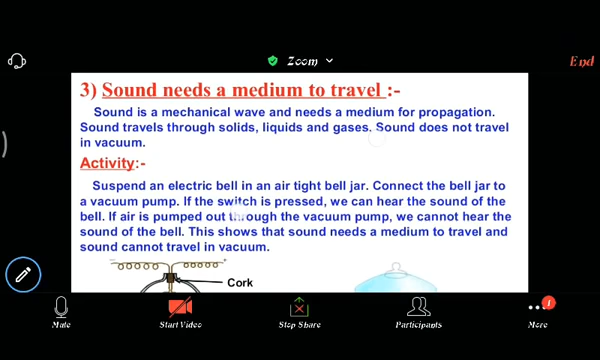 Zoom
End
3) Sound needs a medium to travel :-
Sound is a mechanical wave and needs a medium for propagation.
Sound travels through solids, liquids and gases. Sound does not travel
in vacuum.
Activity:-
Suspend an electric bell in an air tight bell jar. Connect the bell jar to
a vacuum pump. If the switch is pressed, we can hear the sound of the
bell. If air is pumped out through the vacuum pump, we cannot hear the
sound of the bell. This shows that sound needs a medium to travel and
sound cannot travel in vacuum.
Cork
Mute
Start Video
Stop Share
Participants
1
More